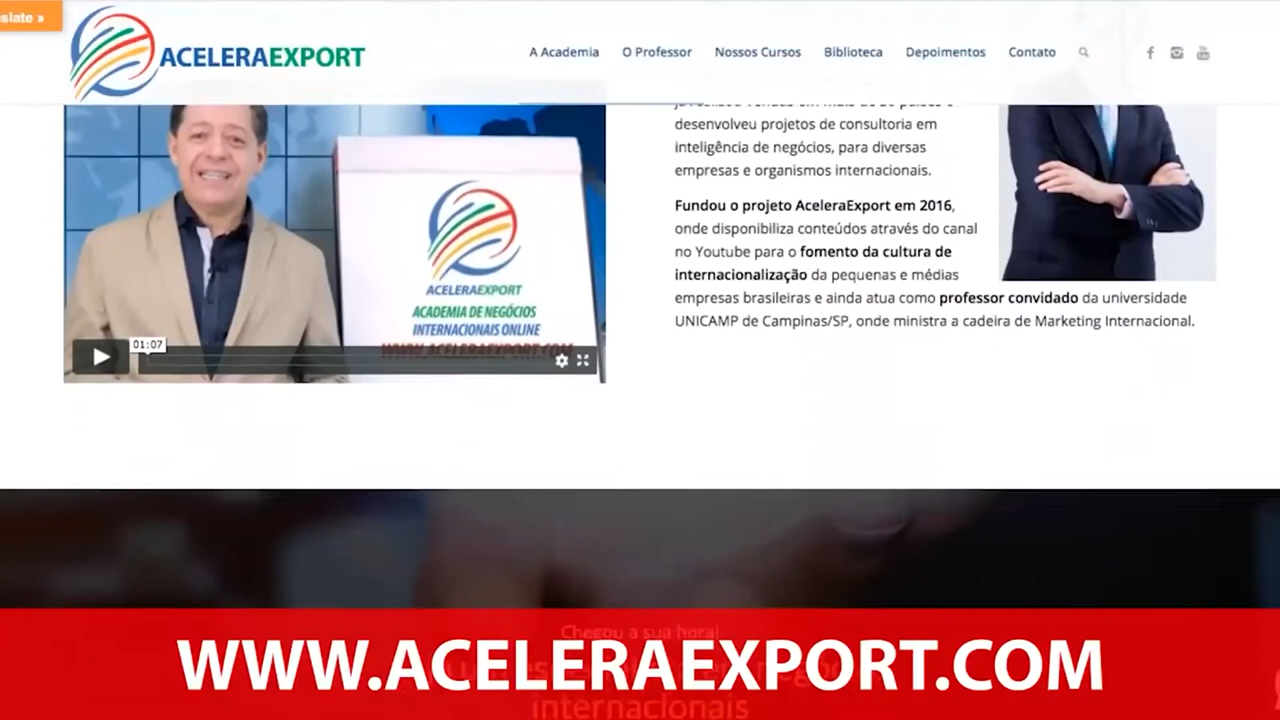 slate »
ACELERAEXPORT
A Academia
O Professor
Nossos Cursos
Biblioteca
Depoimentos
Contato
desenvolveu projetos de consultoria em
inteligência de negócios, para diversas
empresas e organismos internacionais.
Fundou o projeto AceleraExport em 2016,
onde disponibiliza conteúdos através do canal
no Youtube para o fomento da cultura de
internacionalização da pequenas e médias
empresas brasileiras e ainda atua como professor convidado da universidade
UNICAMP de Campinas/SP, onde ministra a cadeira de Marketing Internacional.
ACELERAEXPORT
ACADEMIA DE NEGÓCIOS
INTERNACIONAIS ONLINE
WWW.ACELERAEXPORT.COM
01:07
Chegou a sua hora!
WWW.ACELERAEXPORT.COM
internacionais